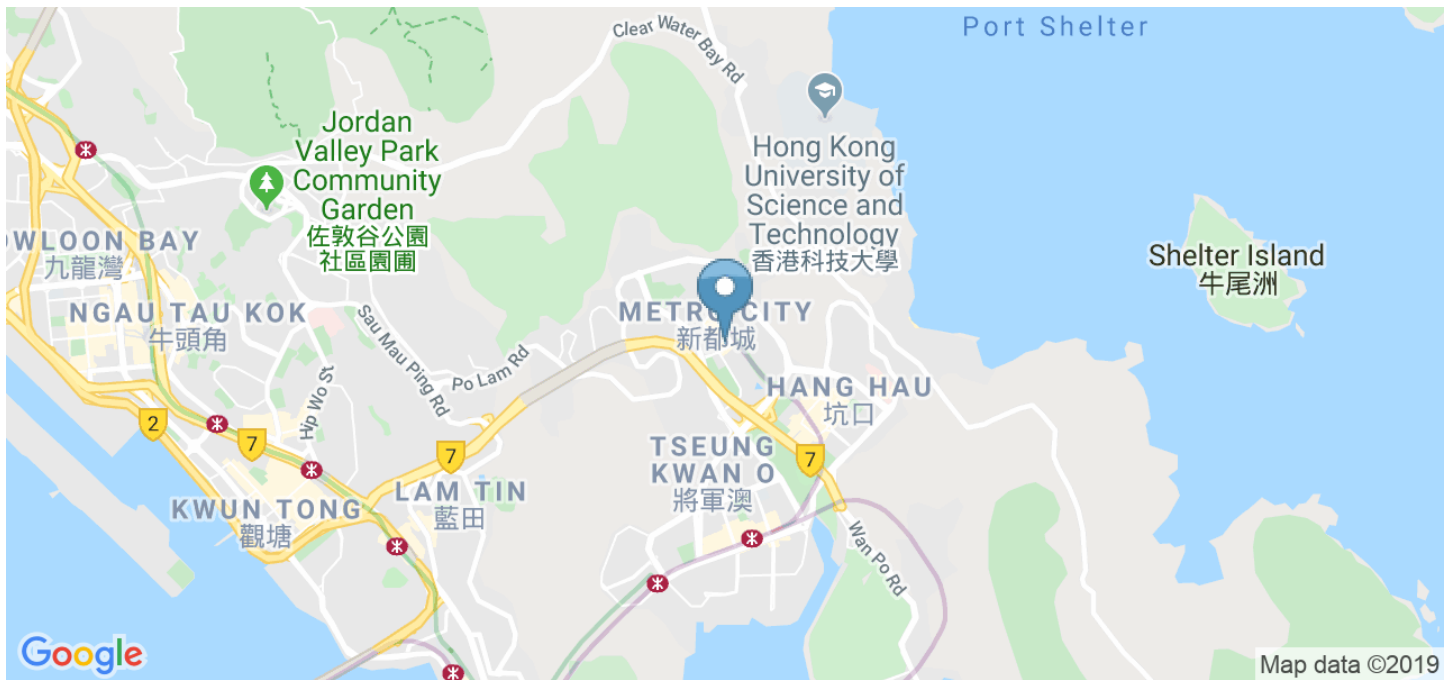 Port Shelter
Clear Water Bay Rd
Jordan
Valley Park
Community
Garden
佐敦谷公園
社區園圃
Hong Kong
University of
Science and
Technology
香港科技大學
OWLOON BAY
九龍灣
Shelter Island
牛尾洲
NGAU TAU KOK
牛頭角
METRO CITY
新都城
Sau Mau Ping Rd
Po Lam Rd
Hip Wo St
HANG HAU
坑口
2
7
7
7
TSEUNG
KWAN O
將軍澳
LAM TIN
藍田
KWUN TONG
觀塘
Wan Po Rd
Google
Map data ©2019